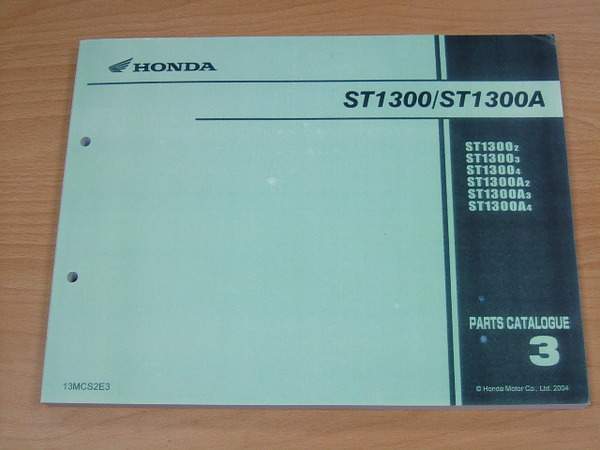 HONDA
ST1300/ST1300A
ST1300₂
ST1300₃
ST1300₄
ST1300A₂
ST1300A₃
ST1300A₄
PARTS CATALOGUE
3
13MCS2E3
© Honda Motor Co., Ltd. 2004